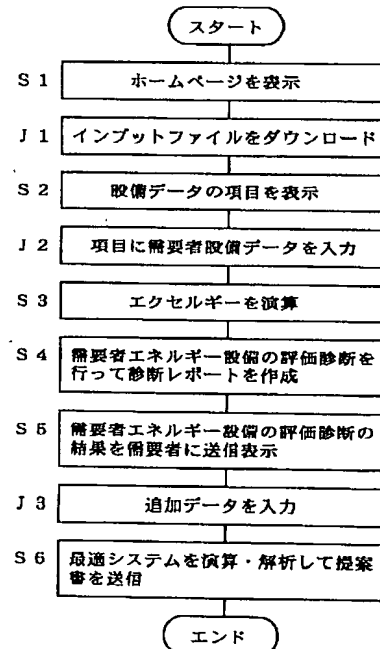 スタート
S1 ホームページを表示
J1 インプットファイルをダウンロード
S2 設備データの項目を表示
J2 項目に需要者設備データを入力
S3 エクセルギーを演算
S4 需要者エネルギー設備の評価診断を
行って診断レポートを作成
S5 需要者エネルギー設備の評価診断の
結果を需要者に送信表示
J3 追加データを入力
S6 最適システムを演算・解析して提案
書を送信
エンド